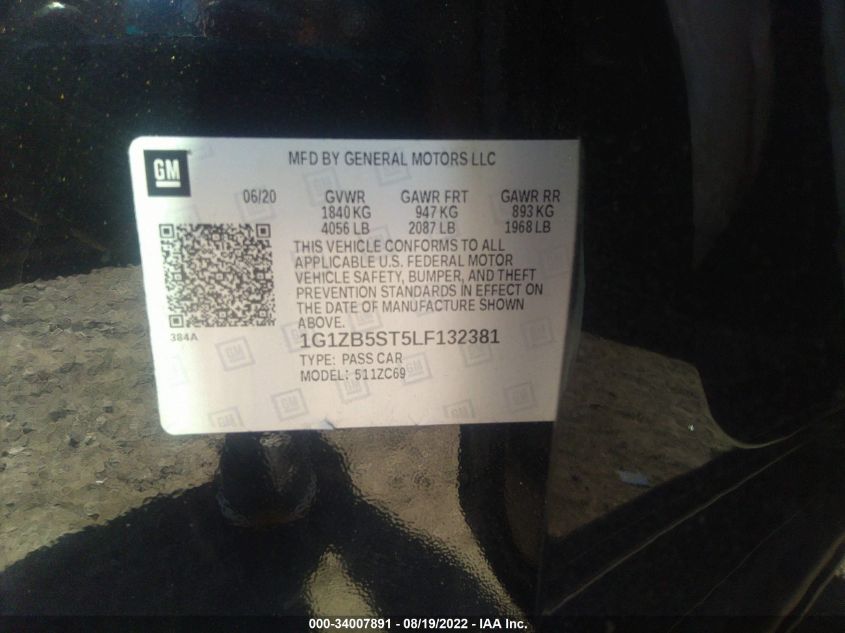 GM
MFD BY GENERAL MOTORS LLC
06/20 GVWR GAWR FRT GAWR RR
1840 KG 947 KG 893 KG
4056 LB 2087 LB 1968 LB
THIS VEHICLE CONFORMS TO ALL
APPLICABLE U.S. FEDERAL MOTOR
VEHICLE SAFETY, BUMPER, AND THEFT
PREVENTION STANDARDS IN EFFECT ON
THE DATE OF MANUFACTURE SHOWN
ABOVE.
384A
1G1ZB5ST5LF132381
TYPE: PASS CAR
MODEL: 511ZC69
000-34007891 - 08/19/2022 - IAA Inc.